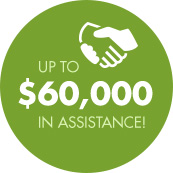 UP TO
$60,000
IN ASSISTANCE!